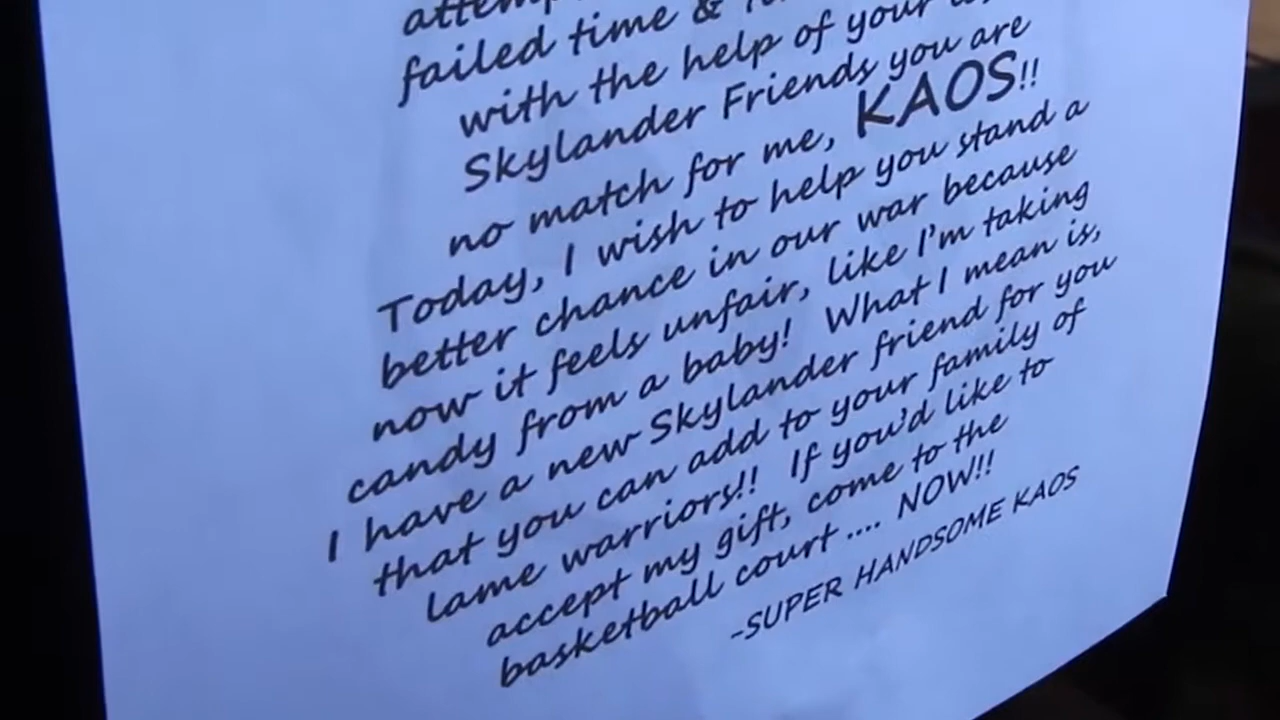 failed time &
with the help of your
Skylander Friends you are
no match for me, KAOS!!
Today, I wish to help you stand a
better chance in our war because
now it feels unfair, like I'm taking
candy from a baby! What I mean is,
I have a new Skylander friend for you
that you can add to your family of
lame warriors!! If you'd like to
accept my gift, come to the
basketball court .... NOW!!
-SUPER HANDSOME KAOS